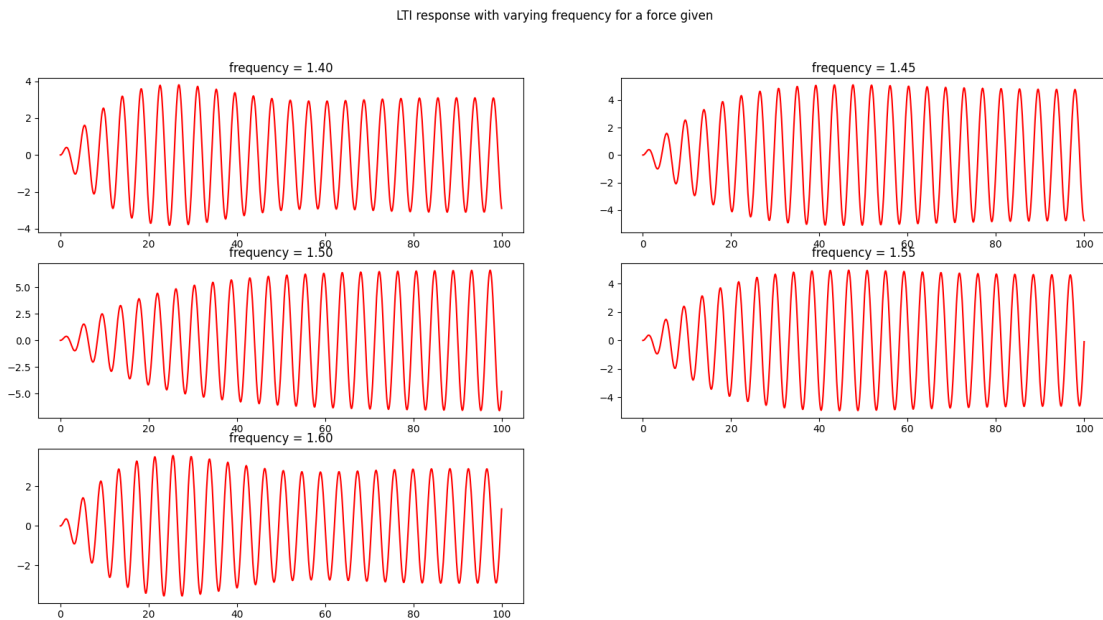 LTI response with varying frequency for a force given
frequency = 1.40
4
2
0
−2
−4
0 20 40 60 80 100
frequency = 1.45
4
2
0
−2
−4
0 20 40 60 80 100
frequency = 1.50
5.0
2.5
0.0
−2.5
−5.0
0 20 40 60 80 100
frequency = 1.55
4
2
0
−2
−4
0 20 40 60 80 100
frequency = 1.60
2
0
−2
0 20 40 60 80 100